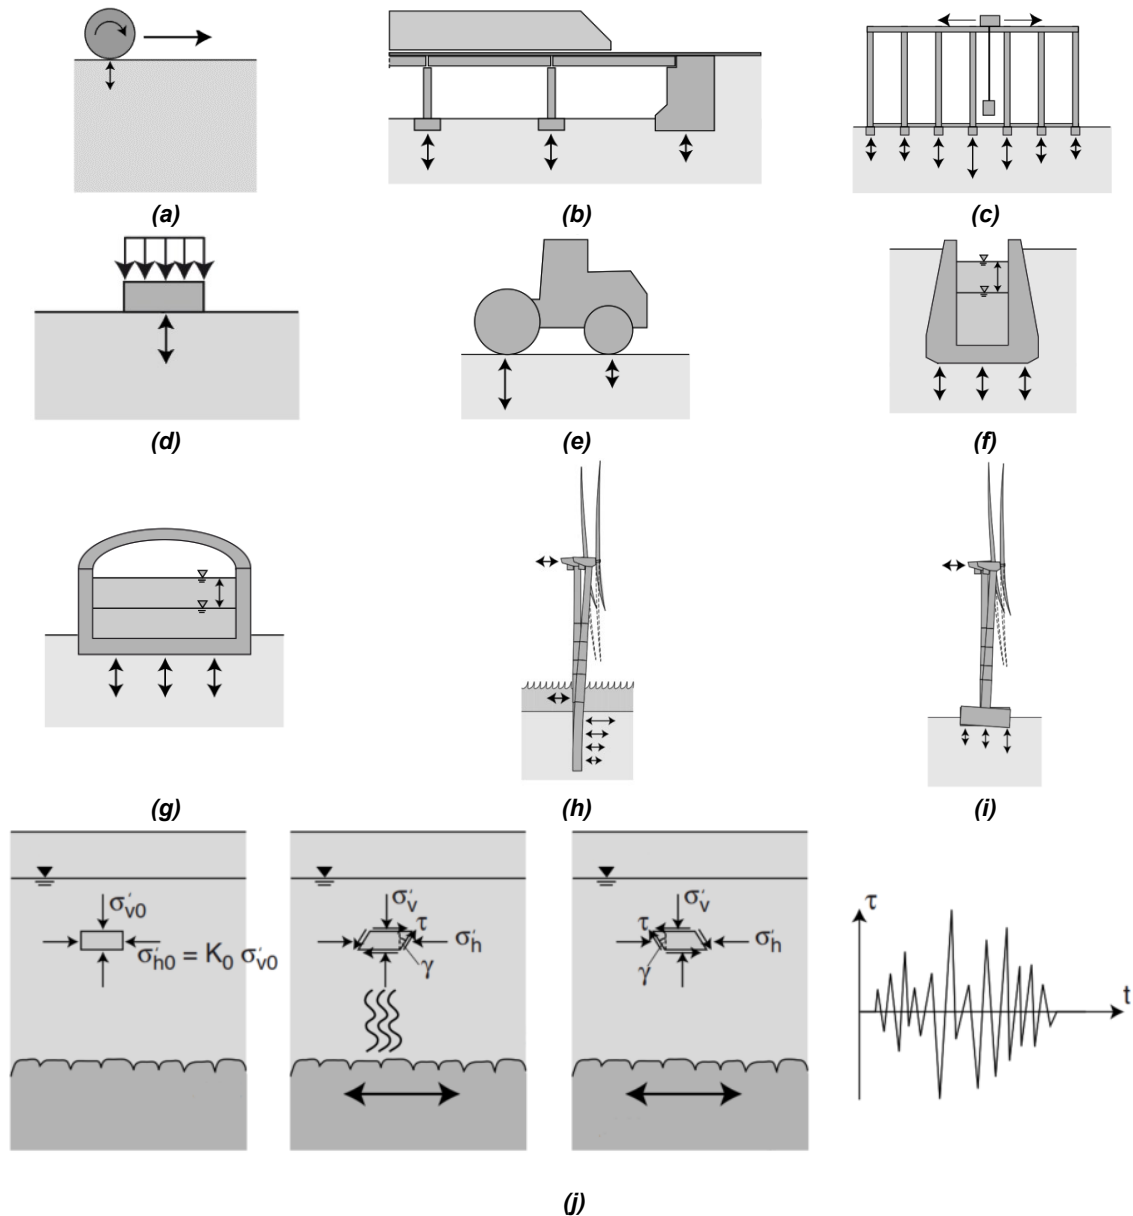 (a)
(b)
(c)
(d)
(e)
(f)
(g)
(h)
(i)
σ′v0
σ′h0 = K0 σ′v0
σ′v
τ
σ′h
γ
σ′v
τ
σ′h
γ
τ
t
(j)